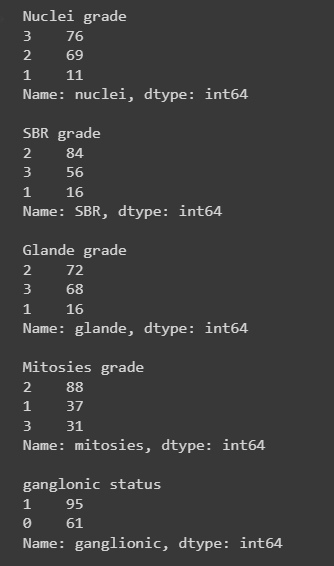 Nuclei grade
3    76
2    69
1    11
Name: nuclei, dtype: int64
SBR grade
2    84
3    56
1    16
Name: SBR, dtype: int64
Glande grade
2    72
3    68
1    16
Name: glande, dtype: int64
Mitosies grade
2    88
1    37
3    31
Name: mitosies, dtype: int64
ganglonic status
1    95
0    61
Name: ganglionic, dtype: int64